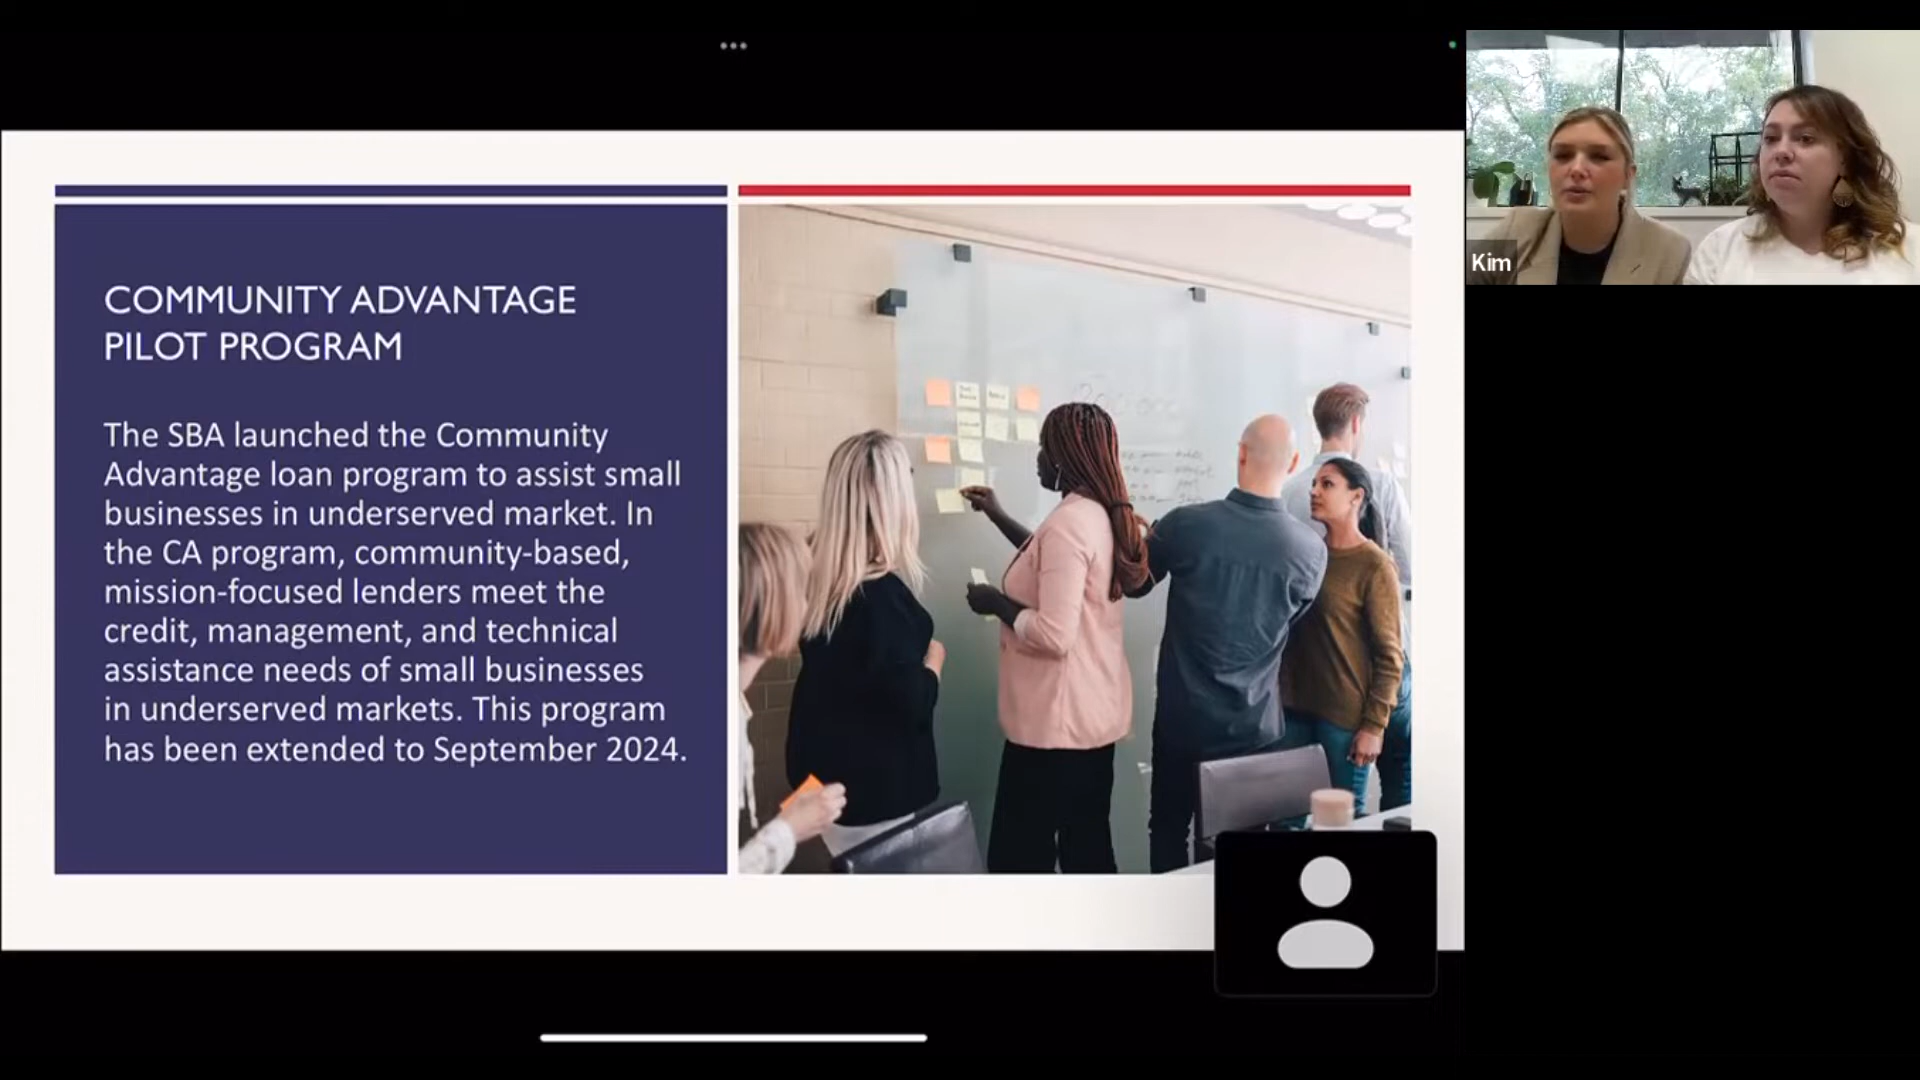 COMMUNITY ADVANTAGE
PILOT PROGRAM
The SBA launched the Community
Advantage loan program to assist small
businesses in underserved market. In
the CA program, community-based,
mission-focused lenders meet the
credit, management, and technical
assistance needs of small businesses
in underserved markets. This program
has been extended to September 2024.
Kim